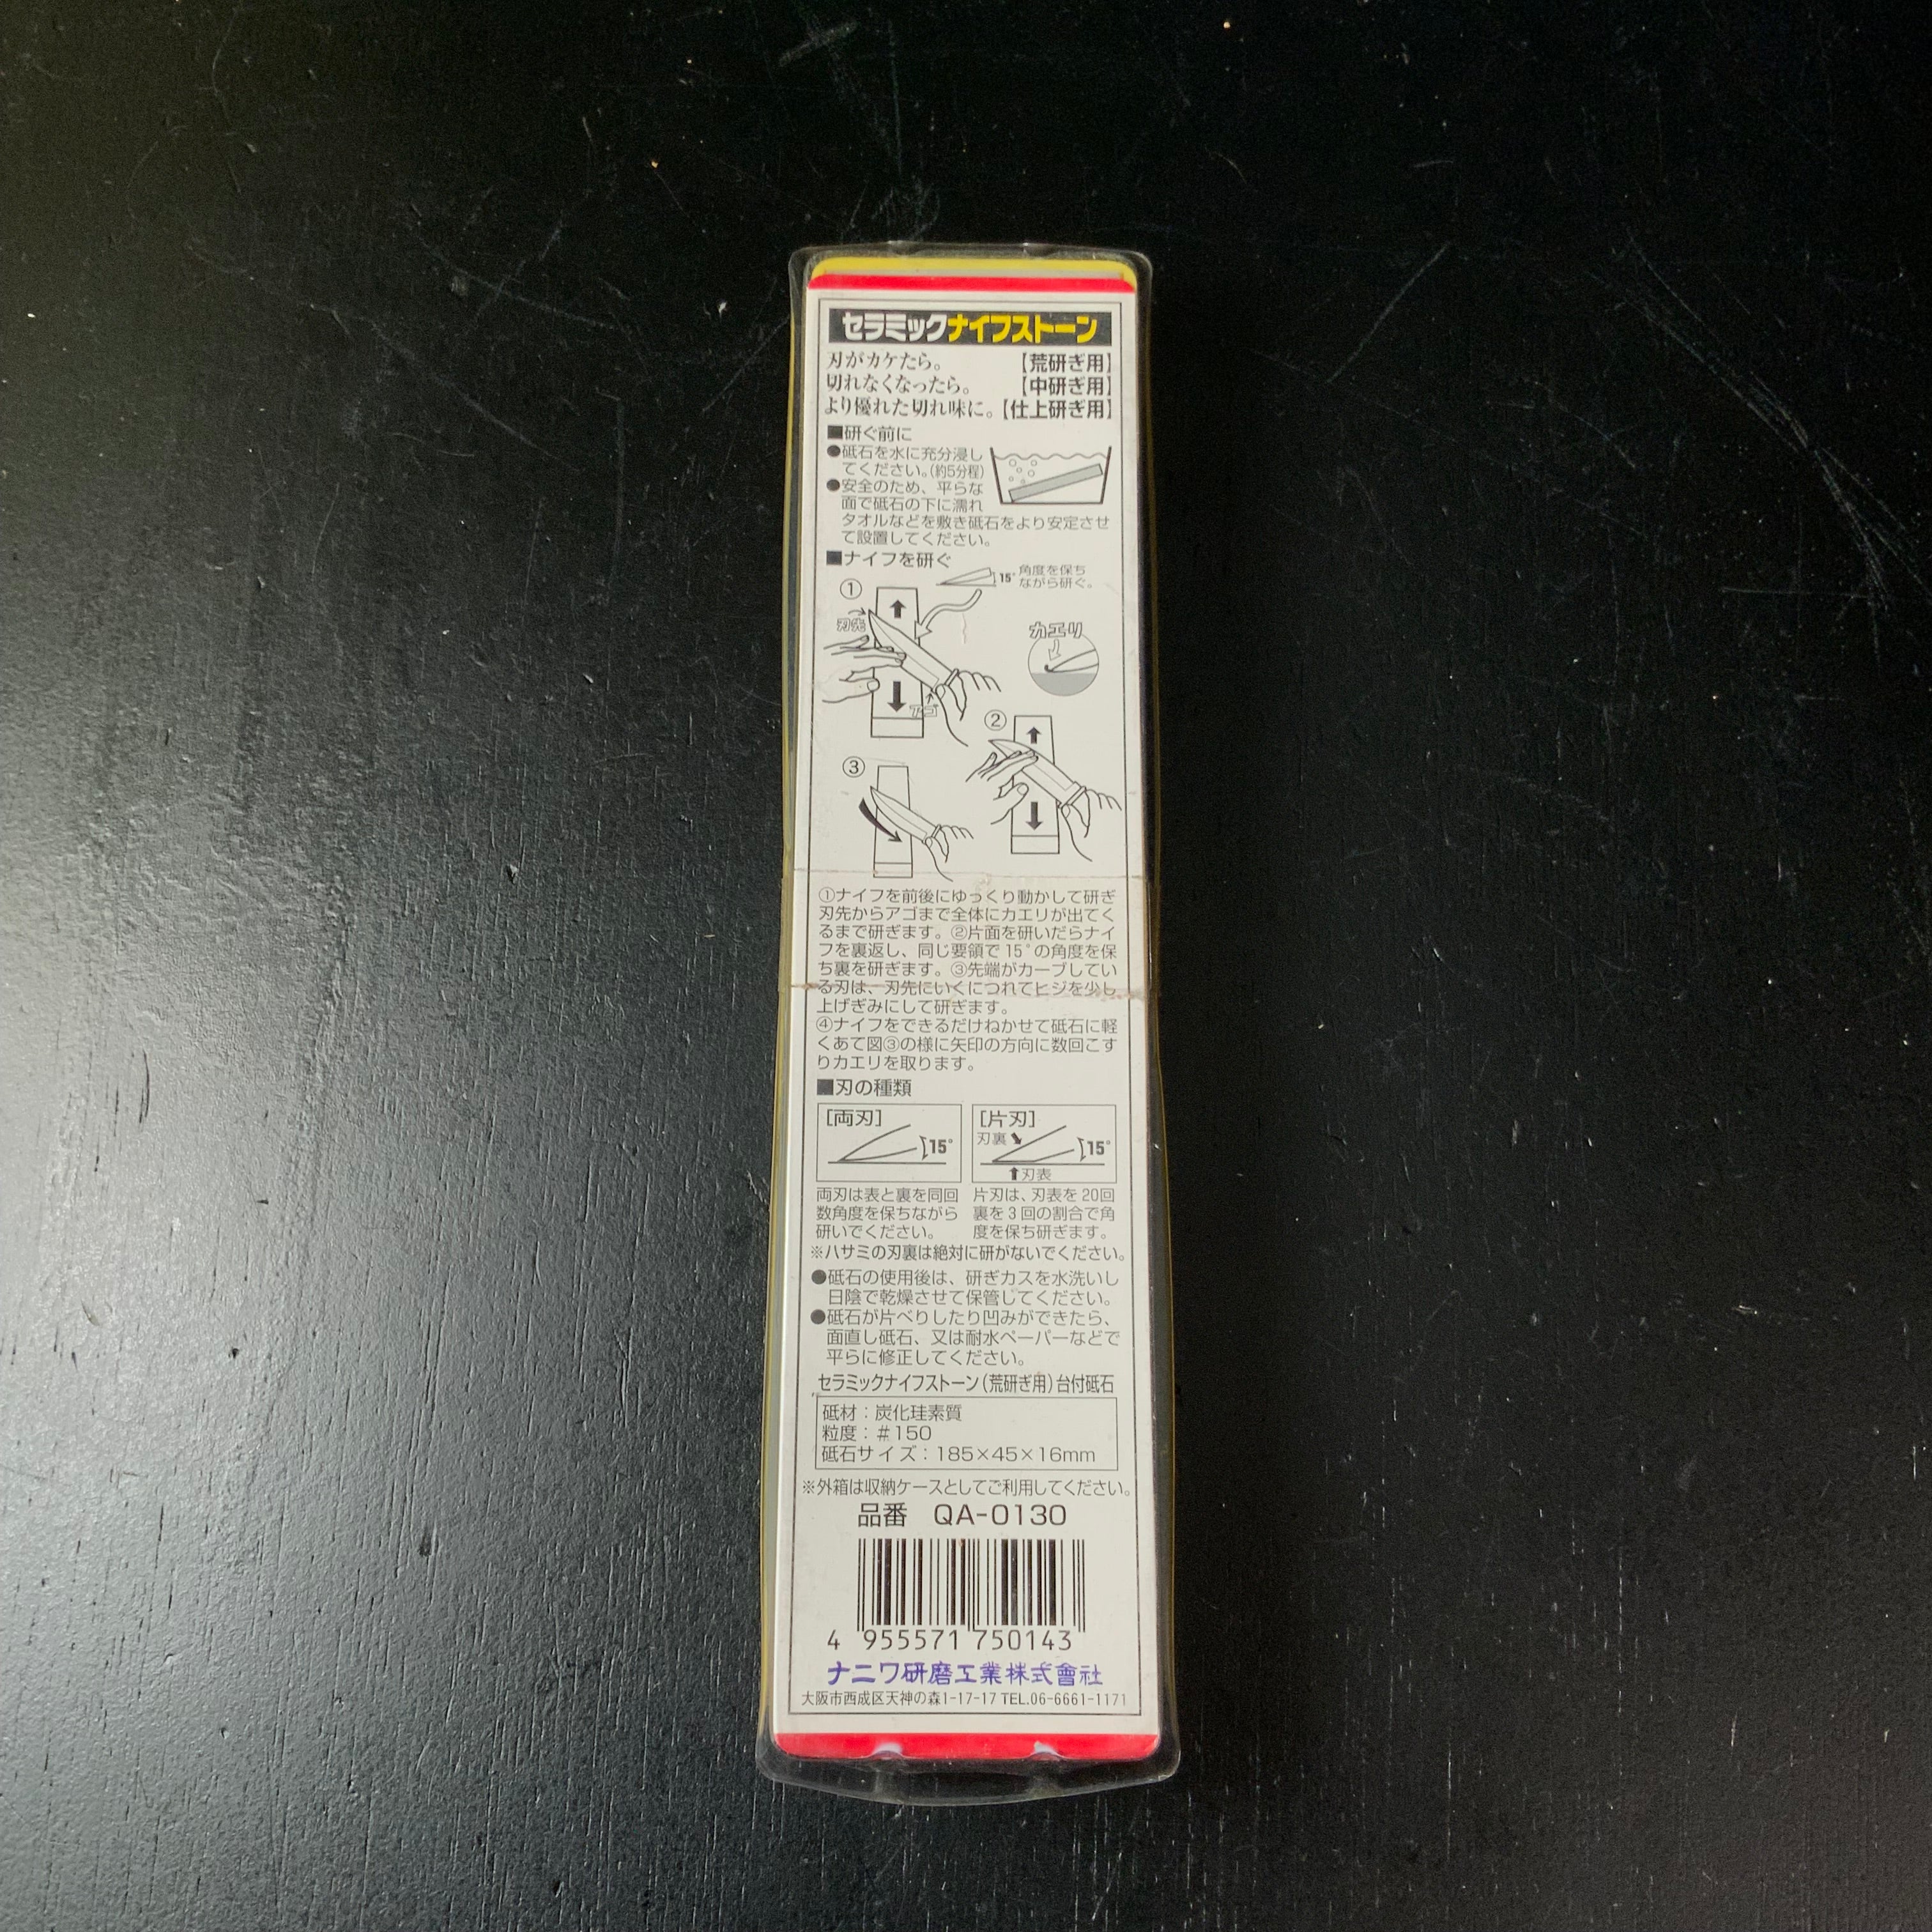 セラミックナイフストーン
刃がカケたら。【荒研ぎ用】
切れなくなったら。【中研ぎ用】
より優れた切れ味に。【仕上研ぎ用】
■研ぐ前に
●砥石を水に充分浸し
てください。(約5分程)
●安全のため、平らな
面で砥石の下に濡れ
タオルなどを敷き砥石をより安定させ
て設置してください。
■ナイフを研ぐ
15° 角度を保ち
ながら研ぐ。
①
刃先
カエリ
アゴ
②
③
①ナイフを前後にゆっくり動かして研ぎ
刃先からアゴまで全体にカエリが出てく
るまで研ぎます。②片面を研いだらナイ
フを裏返し、同じ要領で15°の角度を保
ち裏を研ぎます。③先端がカーブしてい
る刃は、刃先にいくにつれてヒジを少し
上げぎみにして研ぎます。
④ナイフをできるだけねかせて砥石に軽
くあて図③の様に矢印の方向に数回こす
りカエリを取ります。
■刃の種類
[両刃]
15°
[片刃]
刃裏
15°
刃表
両刃は表と裏を同回
数角度を保ちながら
研いでください。
片刃は、刃表を20回
裏を3回の割合で角
度を保ち研ぎます。
※ハサミの刃裏は絶対に研がないでください。
●砥石の使用後は、研ぎカスを水洗いし
日陰で乾燥させて保管してください。
●砥石が片べりしたり凹みができたら、
面直し砥石、又は耐水ペーパーなどで
平らに修正してください。
セラミックナイフストーン(荒研ぎ用)台付砥石
砥材：炭化珪素質
粒度：＃150
砥石サイズ：185×45×16mm
※外箱は収納ケースとしてご利用してください。
品番 QA-0130
4 955571 750143
ナニワ研磨工業株式會社
大阪市西成区天神の森1-17-17 TEL.06-6661-1171